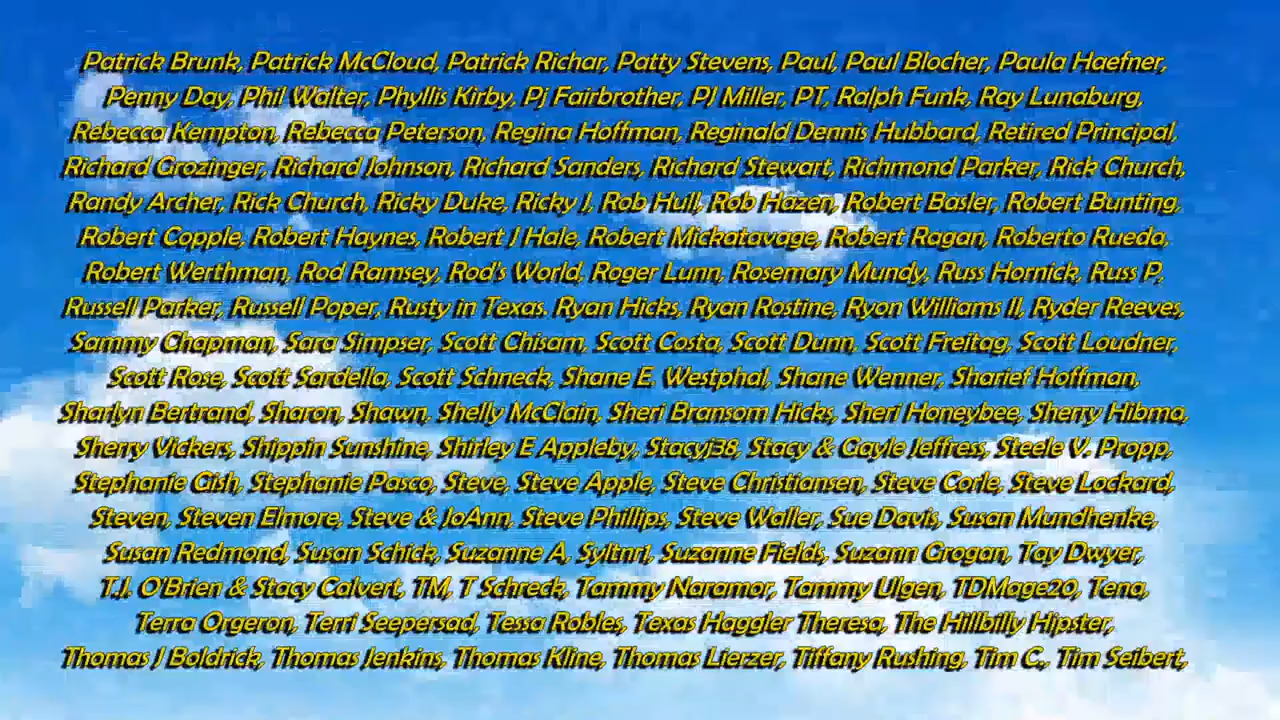 Patrick Brunk, Patrick McCloud, Patrick Richar, Patty Stevens, Paul, Paul Blocher, Paula Haefner,
Penny Day, Phil Walter, Phyllis Kirby, Pj Fairbrother, PJ Miller, PT, Ralph Funk, Ray Lunaburg,
Rebecca Kempton, Rebecca Peterson, Regina Hoffman, Reginald Dennis Hubbard, Retired Principal,
Richard Grozinger, Richard Johnson, Richard Sanders, Richard Stewart, Richmond Parker, Rick Church,
Randy Archer, Rick Church, Ricky Duke, Ricky J, Rob Hull, Rob Hazen, Robert Basler, Robert Bunting,
Robert Copple, Robert Haynes, Robert J Hale, Robert Mickatavage, Robert Ragan, Roberto Rueda,
Robert Werthman, Rod Ramsey, Rod's World, Roger Lunn, Rosemary Mundy, Russ Hornick, Russ P,
Russell Parker, Russell Poper, Rusty in Texas. Ryan Hicks, Ryan Rostine, Ryon Williams II, Ryder Reeves,
Sammy Chapman, Sara Simpser, Scott Chisam, Scott Costa, Scott Dunn, Scott Freitag, Scott Loudner,
Scott Rose, Scott Sardella, Scott Schneck, Shane E. Westphal, Shane Wenner, Sharief Hoffman,
Sharlyn Bertrand, Sharon, Shawn, Shelly McClain, Sheri Bransom Hicks, Sheri Honeybee, Sherry Hibma,
Sherry Vickers, Shippin Sunshine, Shirley E Appleby, Stacyj38, Stacy & Gayle Jeffress, Steele V. Propp,
Stephanie Gish, Stephanie Pasco, Steve, Steve Apple, Steve Christiansen, Steve Corle, Steve Lockard,
Steven, Steven Elmore, Steve & JoAnn, Steve Phillips, Steve Waller, Sue Davis, Susan Mundhenke,
Susan Redmond, Susan Schick, Suzanne A, Syltnr1, Suzanne Fields, Suzann Grogan, Tay Dwyer,
T.J. O'Brien & Stacy Calvert, TM, T Schreck, Tammy Naramor, Tammy Ulgen, TDMage20, Tena,
Terra Orgeron, Terri Seepersad, Tessa Robles, Texas Haggler Theresa, The Hillbilly Hipster,
Thomas J Boldrick, Thomas Jenkins, Thomas Kline, Thomas Lierzer, Tiffany Rushing, Tim C., Tim Seibert,